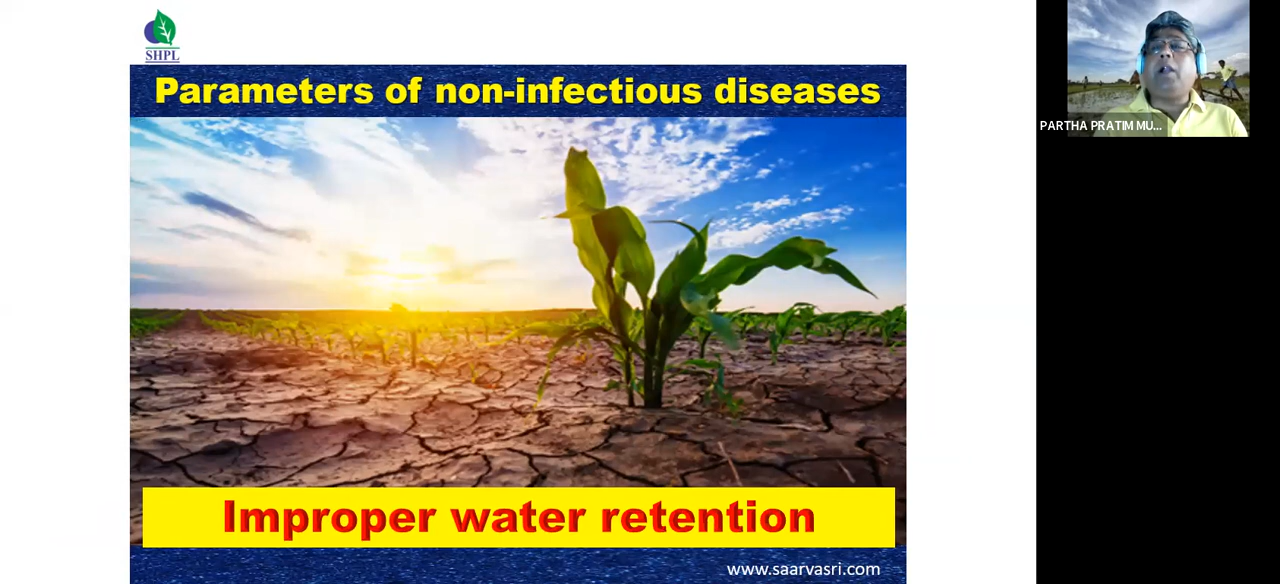 SHPL
Parameters of non-infectious diseases
PARTHA PRATIM MU...
Improper water retention
www.saarvasri.com